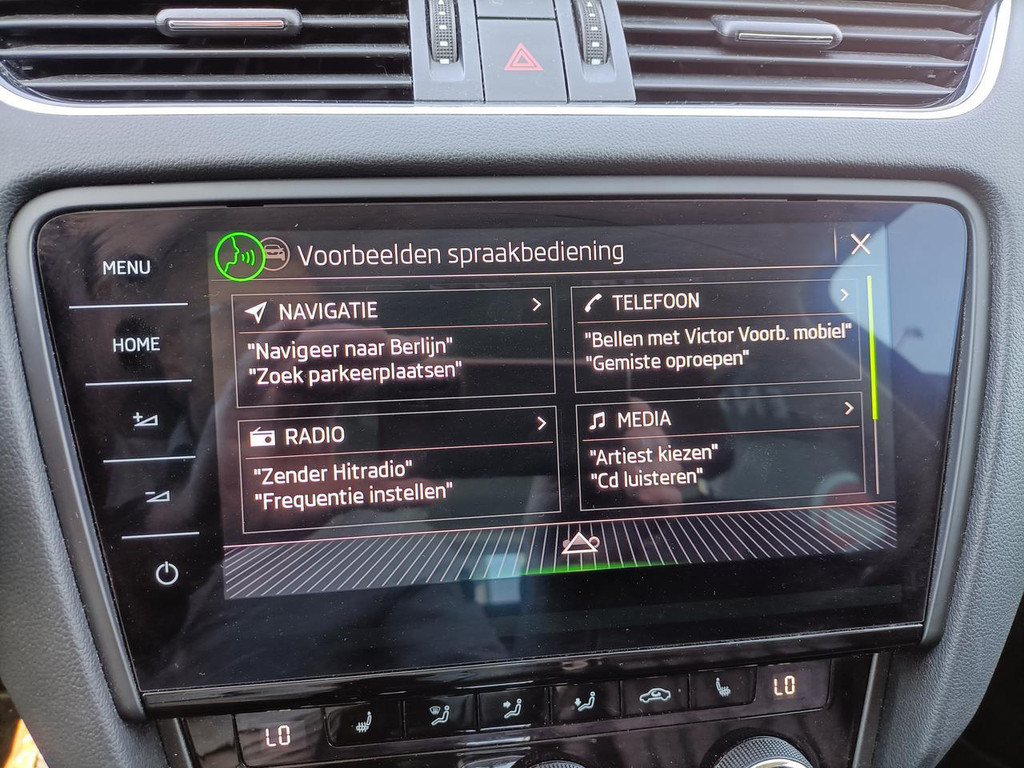 MENU
HOME
Voorbeelden spraakbediening
NAVIGATIE
"Navigeer naar Berlijn"
"Zoek parkeerplaatsen"
TELEFOON
"Bellen met Victor Voorb. mobiel"
"Gemiste oproepen"
RADIO
"Zender Hitradio"
"Frequentie instellen"
MEDIA
"Artiest kiezen"
"Cd luisteren"
LO
LO